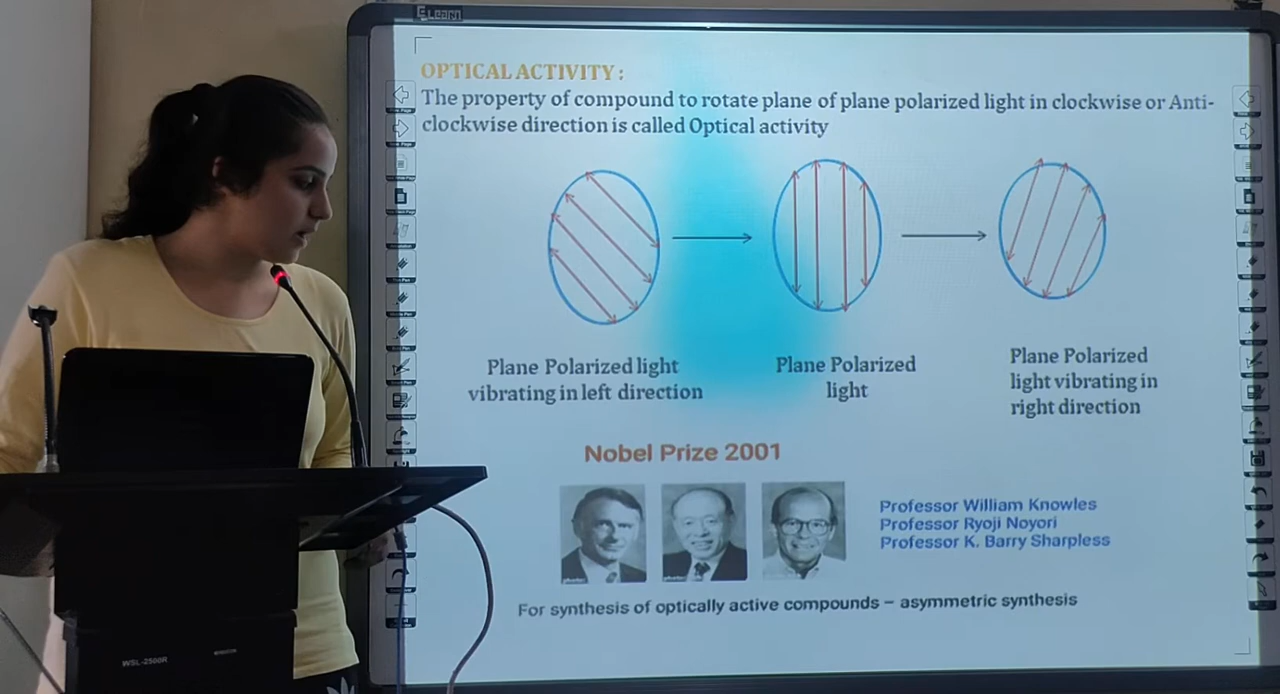 OPTICAL ACTIVITY :
The property of compound to rotate plane of plane polarized light in clockwise or Anti-
clockwise direction is called Optical activity
Plane Polarized light
vibrating in left direction
Plane Polarized
light
Plane Polarized
light vibrating in
right direction
Nobel Prize 2001
Professor William Knowles
Professor Ryoji Noyori
Professor K. Barry Sharpless
For synthesis of optically active compounds – asymmetric synthesis
WSL-2500R